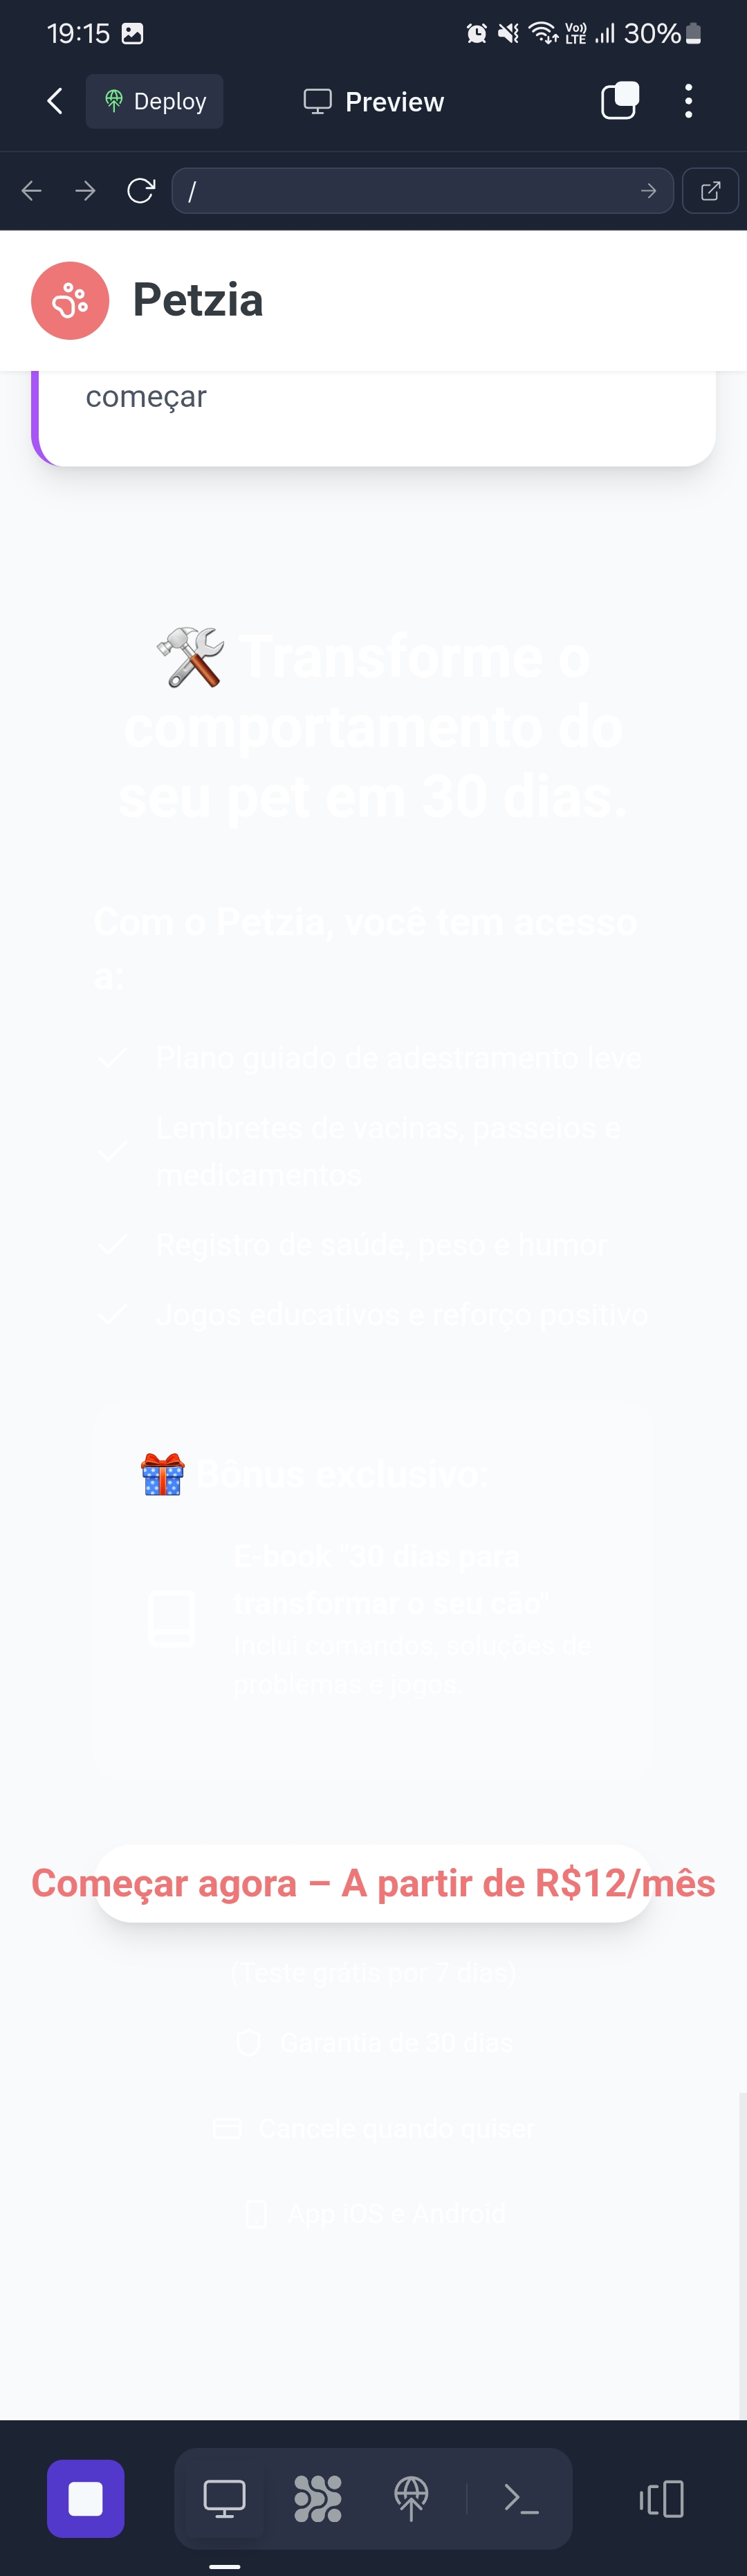 19:15
Vo))
LTE
30%
Deploy
Preview
/
Petzia
começar
Transforme o
comportamento do
seu pet em 30 dias.
Com o Petzia, você tem acesso
a:
Plano guiado de adestramento leve
Lembretes de vacinas, passeios e
medicamentos
Registro de saúde, peso e humor
Jogos educativos e reforço positivo
Bônus exclusivo:
E-book "30 dias para
transformar o seu cão"
Inclui comandos, soluções de
problemas e jogos.
Começar agora – A partir de R$12/mês
(Teste grátis por 7 dias)
Garantia de 30 dias
Cancele quando quiser
App iOS e Android